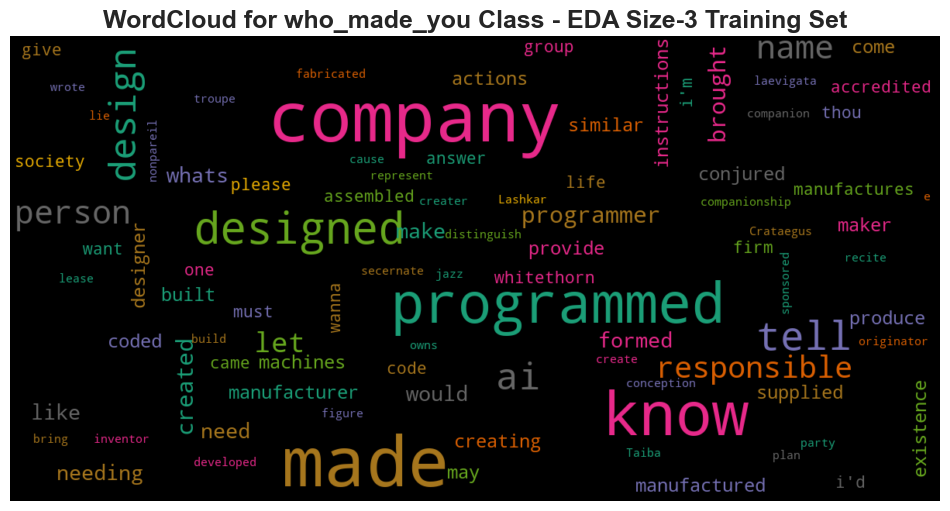 WordCloud for who_made_you Class - EDA Size-3 Training Set
give
wrote
lie
design
nonpareil
troupe
fabricated
company
group
actions
similar
instructions
i'm
brought
name
come
laevigata
accredited
companion
thou
society
whats
please
cause
represent
answer
assembled
creater
Lashkar
life
conjured
manufactures
companionship
e
person
designed
make
distinguish
programmer
provide
Crataegus
firm
maker
want
designer
one
secernate
jazz
whitethorn
sponsored
recite
lease
built
must
wanna
programmed
tell
produce
originator
coded
build
let
owns
formed
create
created
came
machines
code
ai
responsible
conception
supplied
manufacturer
would
know
existence
like
figure
need
bring
inventor
made
creating
may
Taiba
party
plan
needing
developed
manufactured
i'd